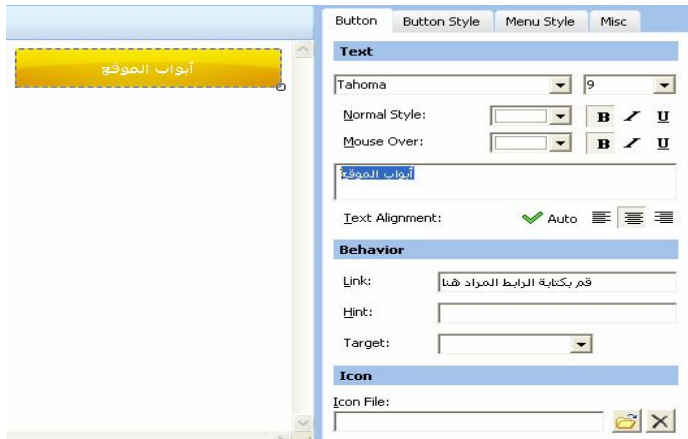 أبواب الموقع
Button Button Style Menu Style Misc
Text
Tahoma 9
Normal Style: B I U
Mouse Over: B I U
أبواب الموقع
Text Alignment: Auto
Behavior
Link: قم بكتابة الرابط المراد هنا
Hint:
Target:
Icon
Icon File: